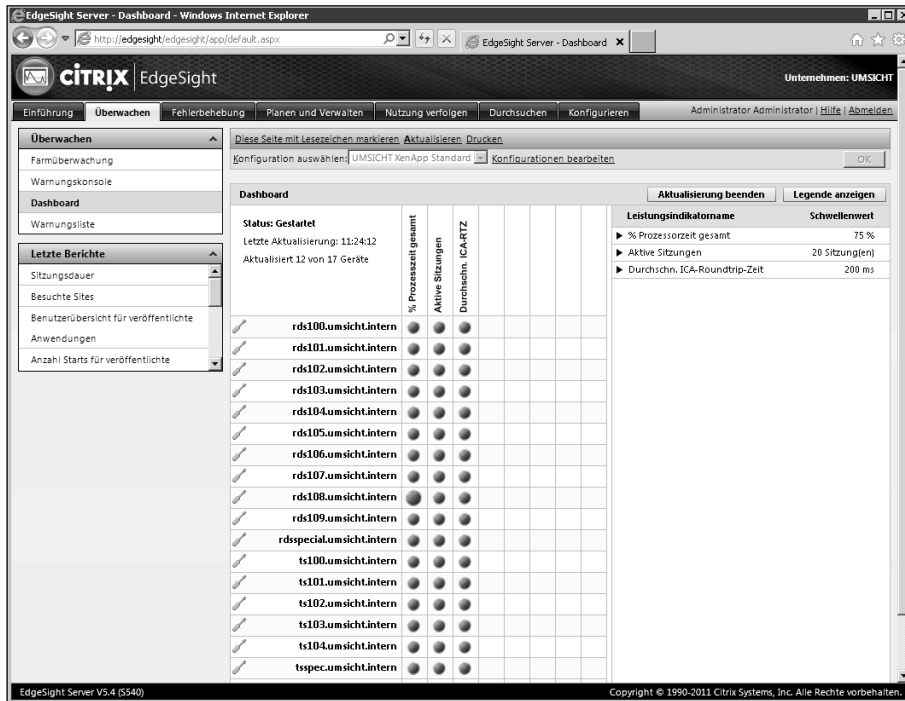 EdgeSight Server - Dashboard - Windows Internet Explorer
http://edgesight/edgesight/app/default.aspx
EdgeSight Server - Dashboard
CITRIX EdgeSight
Unternehmen: UMSICHT
Einführung Überwachen Fehlerbehebung Planen und Verwalten Nutzung verfolgen Durchsuchen Konfigurieren
Administrator Administrator | Hilfe | Abmelden
Überwachen
Farmüberwachung
Warnungskonsole
Dashboard
Warnungsliste
Letzte Berichte
Sitzungsdauer
Besuchte Sites
Benutzerübersicht für veröffentlichte
Anwendungen
Anzahl Starts für veröffentlichte
Diese Seite mit Lesezeichen markieren Aktualisieren Drucken
Konfiguration auswählen: UMSICHT XenApp Standard Konfigurationen bearbeiten
OK
Dashboard
Aktualisierung beenden
Legende anzeigen
Status: Gestartet
Letzte Aktualisierung: 11:24:12
Aktualisiert 12 von 17 Geräte
% Prozesszeit gesamt
Aktive Sitzungen
Durchschn. ICA-RTZ
rds100.umsicht.intern
rds101.umsicht.intern
rds102.umsicht.intern
rds103.umsicht.intern
rds104.umsicht.intern
rds105.umsicht.intern
rds106.umsicht.intern
rds107.umsicht.intern
rds108.umsicht.intern
rds109.umsicht.intern
rdsspecial.umsicht.intern
ts100.umsicht.intern
ts101.umsicht.intern
ts102.umsicht.intern
ts103.umsicht.intern
ts104.umsicht.intern
tsspec.umsicht.intern
Leistungsindikatorname Schwellenwert
% Prozessorzeit gesamt 75 %
Aktive Sitzungen 20 Sitzung(en)
Durchschn. ICA-Roundtrip-Zeit 200 ms
EdgeSight Server V5.4 (S540)
Copyright © 1990-2011 Citrix Systems, Inc. Alle Rechte vorbehalten.